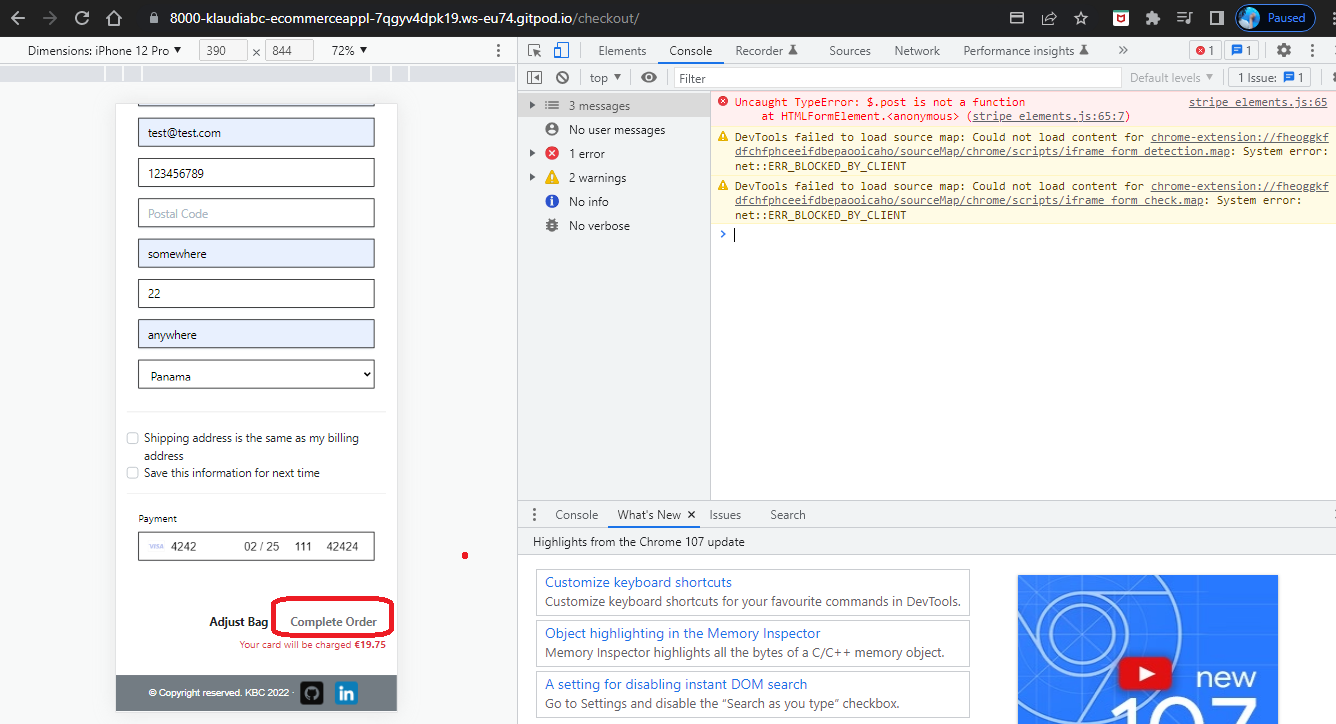 8000-klaudiabc-ecommerceappl-7qgyv4dpk19.ws-eu74.gitpod.io/checkout/
Paused
Dimensions: iPhone 12 Pro ▼ 390 × 844 72% ▼
Elements Console Recorder Sources Network Performance insights » 1 1
top ▼ Filter Default levels ▼ 1 Issue: 1
test@test.com
123456789
Postal Code
somewhere
22
anywhere
Panama
Shipping address is the same as my billing
address
Save this information for next time
Payment
VISA 4242 02 / 25 111 42424
Adjust Bag Complete Order
Your card will be charged €19.75
© Copyright reserved. KBC 2022 ·
in
3 messages
No user messages
1 error
2 warnings
No info
No verbose
Uncaught TypeError: $.post is not a function stripe_elements.js:65
at HTMLFormElement.<anonymous> (stripe_elements.js:65:7)
DevTools failed to load source map: Could not load content for chrome-extension://fheoggkf
dfchfphceeifdbepaooicaho/sourceMap/chrome/scripts/iframe_form_detection.map: System error:
net::ERR_BLOCKED_BY_CLIENT
DevTools failed to load source map: Could not load content for chrome-extension://fheoggkf
dfchfphceeifdbepaooicaho/sourceMap/chrome/scripts/iframe_form_check.map: System error:
net::ERR_BLOCKED_BY_CLIENT
>
Console What's New × Issues Search
Highlights from the Chrome 107 update
Customize keyboard shortcuts
Customize keyboard shortcuts for your favourite commands in DevTools.
Object highlighting in the Memory Inspector
Memory Inspector highlights all the bytes of a C/C++ memory object.
A setting for disabling instant DOM search
Go to Settings and disable the “Search as you type” checkbox.
new
107